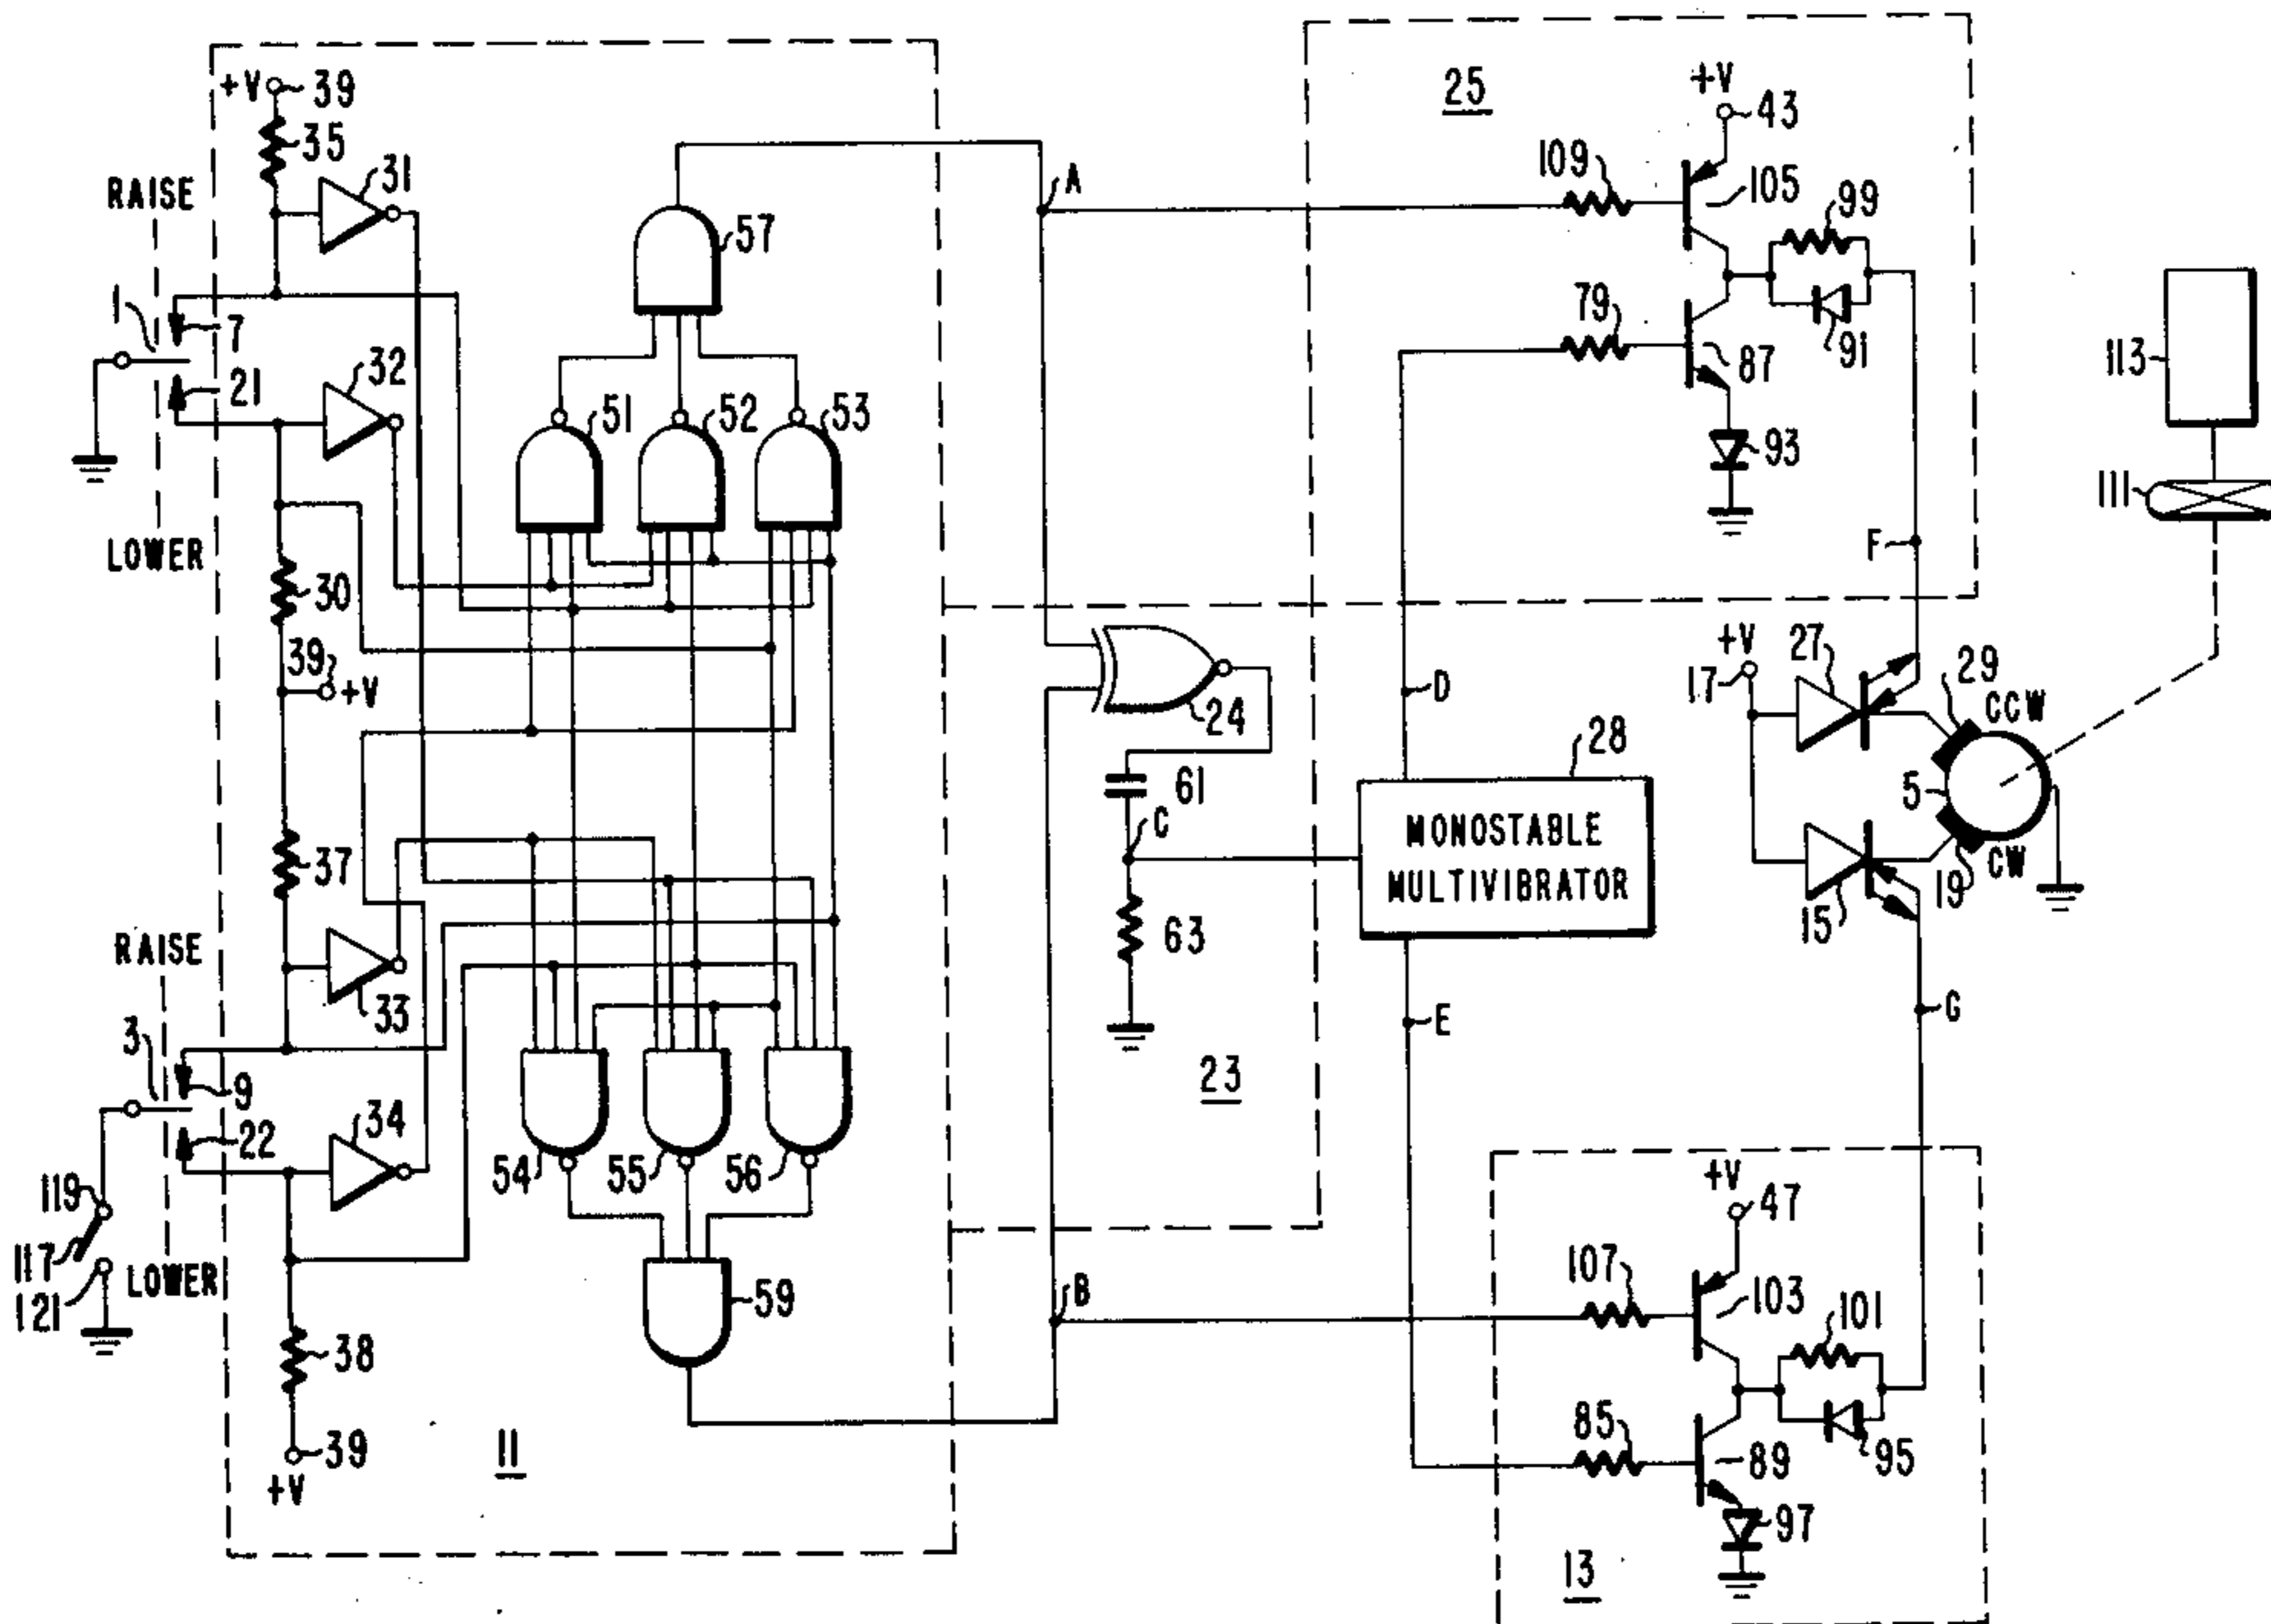 25
+V
43
109
105
99
79
87
91
93
F
113
111
+V
39
35
31
RAISE
1
7
21
32
LOWER
30
39
+V
57
51
52
53
A
24
61
C
63
23
D
28
MONOSTABLE
MULTIVIBRATOR
E
+V
17
27
29
CCW
5
15
19
CW
G
37
33
RAISE
3
9
22
34
119
117
121
LOWER
38
39
+V
11
54
55
56
59
B
+V
47
107
103
101
85
89
95
97
13